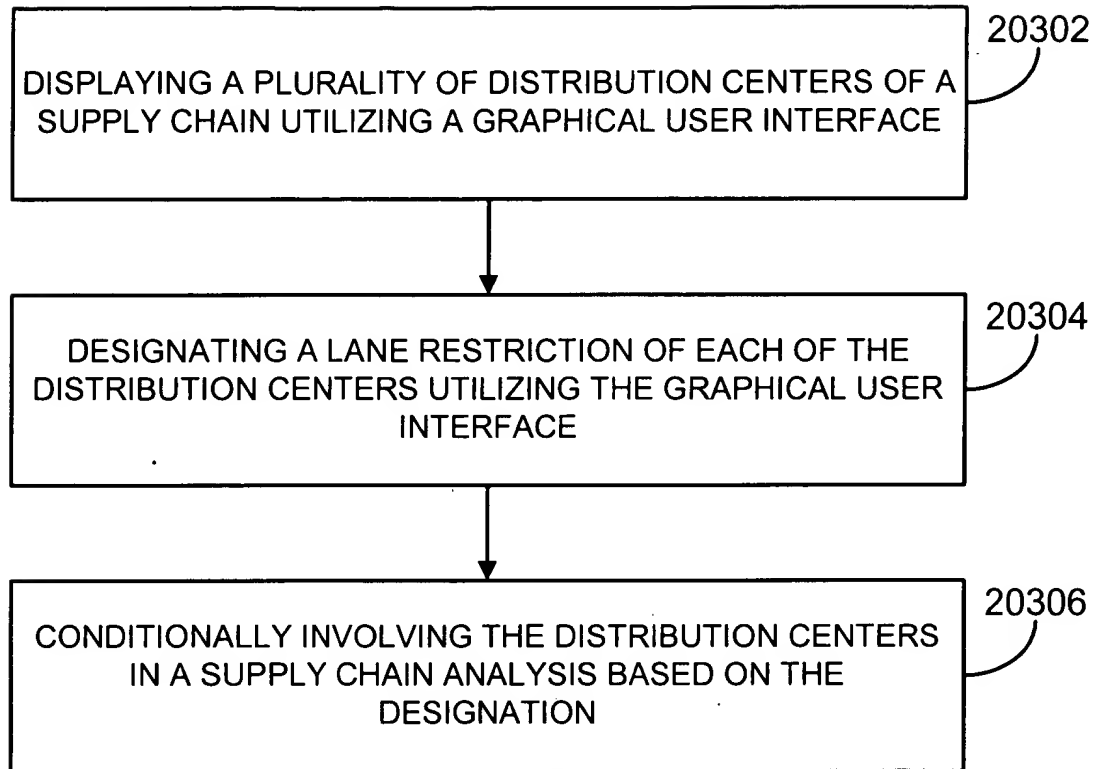 20302
DISPLAYING A PLURALITY OF DISTRIBUTION CENTERS OF A
SUPPLY CHAIN UTILIZING A GRAPHICAL USER INTERFACE
20304
DESIGNATING A LANE RESTRICTION OF EACH OF THE
DISTRIBUTION CENTERS UTILIZING THE GRAPHICAL USER
INTERFACE
20306
CONDITIONALLY INVOLVING THE DISTRIBUTION CENTERS
IN A SUPPLY CHAIN ANALYSIS BASED ON THE
DESIGNATION